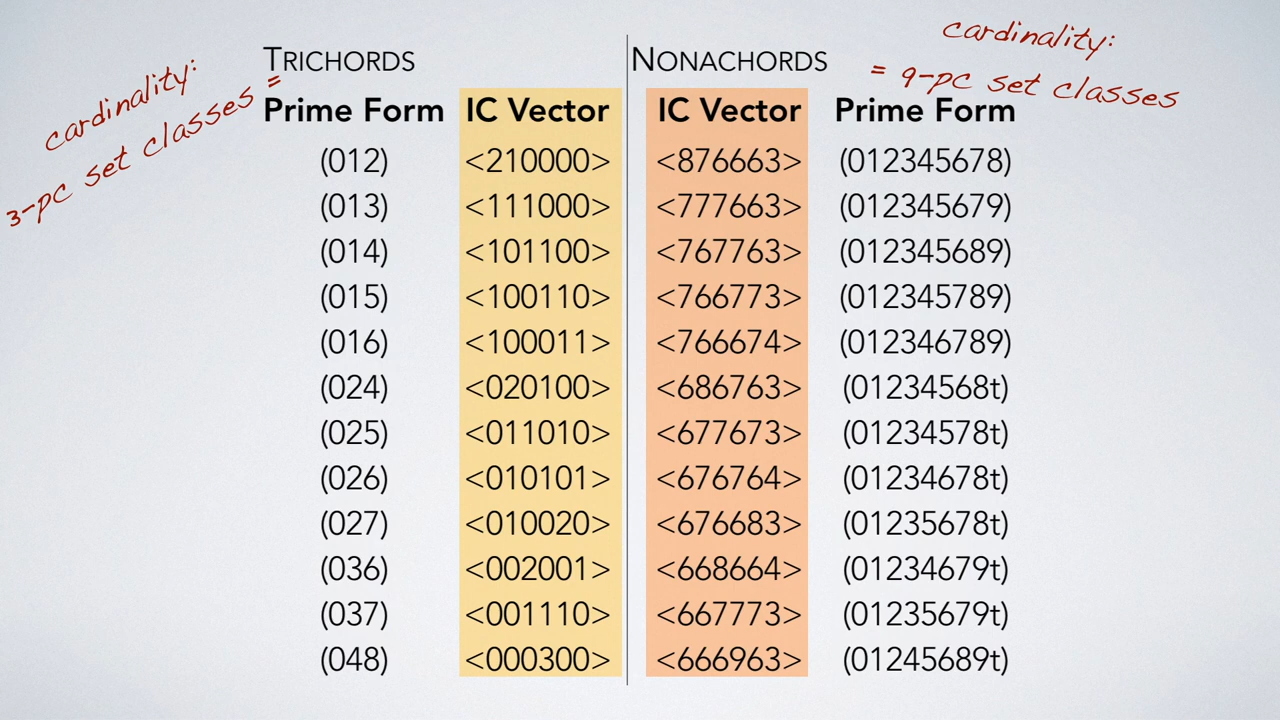 cardinality:
3-pc set classes =
cardinality:
= 9-pc set classes
TRICHORDS NONACHORDS
Prime Form IC Vector IC Vector Prime Form
(012) <210000> <876663> (012345678)
(013) <111000> <777663> (012345679)
(014) <101100> <767763> (012345689)
(015) <100110> <766773> (012345789)
(016) <100011> <766674> (012346789)
(024) <020100> <686763> (01234568t)
(025) <011010> <677673> (01234578t)
(026) <010101> <676764> (01234678t)
(027) <010020> <676683> (01235678t)
(036) <002001> <668664> (01234679t)
(037) <001110> <667773> (01235679t)
(048) <000300> <666963> (01245689t)